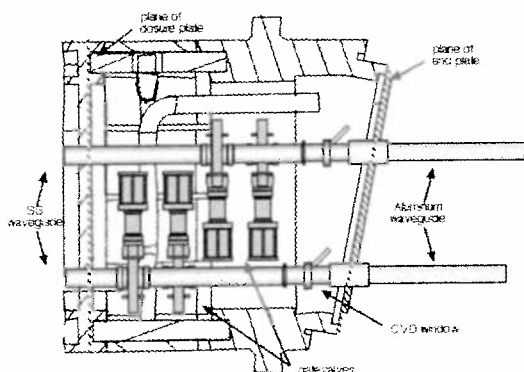 plane of
closure plate
plane of
end plate
SS
waveguide
Aluminum
waveguide
CVD window
gate valves